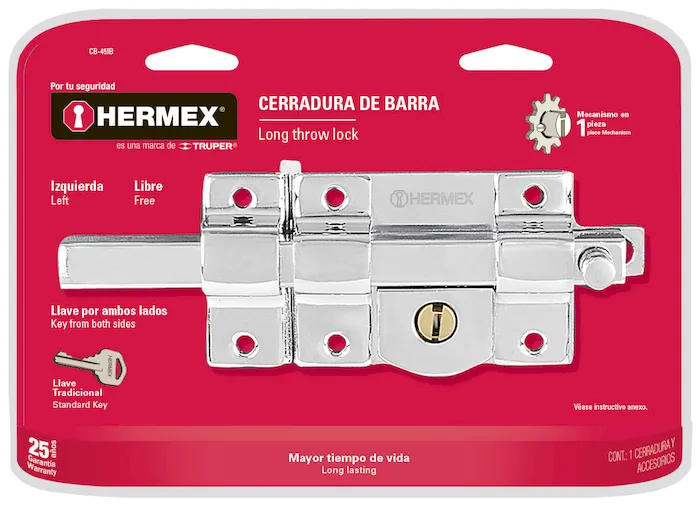 CB-451B
Por tu seguridad
HERMEX®
es una marca de TRUPER®
CERRADURA DE BARRA
Long throw lock
Mecanismo en
1 pieza
piece Mechanism
Izquierda
Left
Libre
Free
HERMEX
Llave por ambos lados
Key from both sides
Llave
Tradicional
Standard Key
Véase instructivo anexo.
25 años
Garantía
Warranty
Mayor tiempo de vida
Long lasting
CONT.: 1 CERRADURA Y
ACCESORIOS